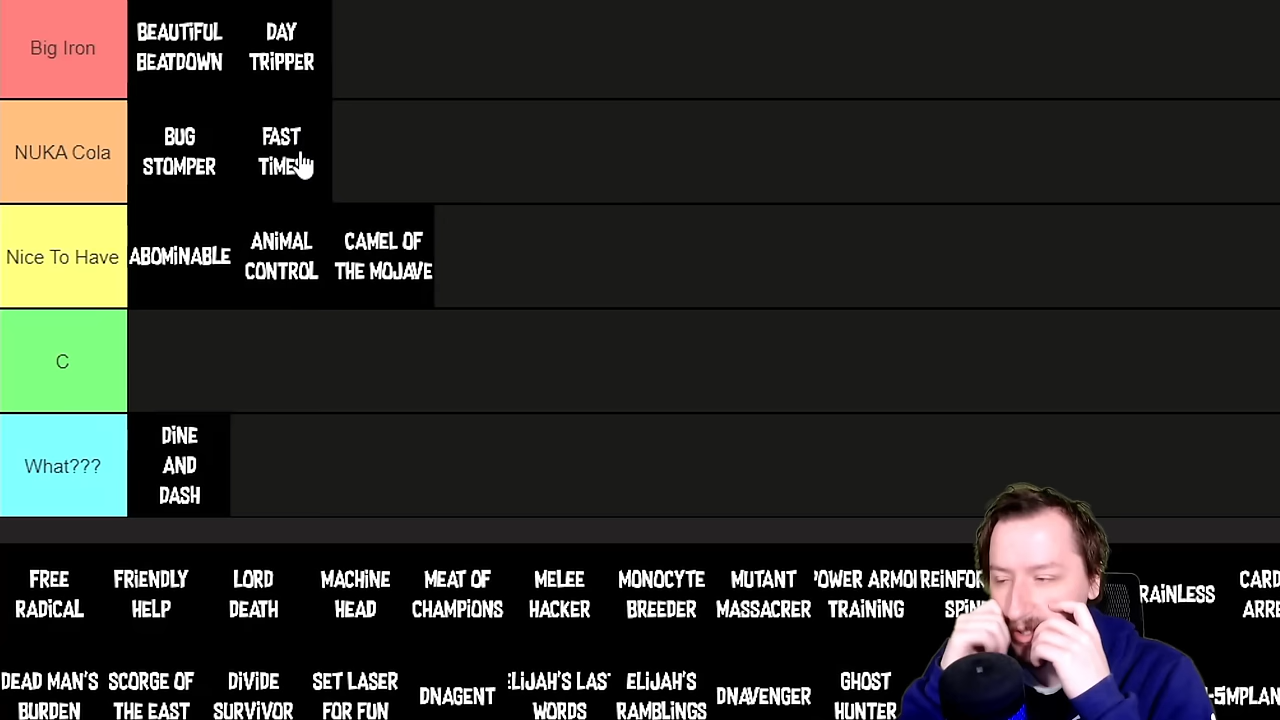 Big Iron
BEAUTIFUL
BEATDOWN
DAY
TRIPPER
NUKA Cola
BUG
STOMPER
FAST
Nice To Have
ABOMINABLE
ANIMAL
CONTROL
CAMEL OF
THE MOJAVE
C
What???
DINE
AND
DASH
FREE
RADICAL
FRIENDLY
HELP
LORD
DEATH
MACHINE
HEAD
MEAT OF
CHAMPIONS
MELEE
HACKER
MONOCYTE
BREEDER
MUTANT
MASSACRER
TRAINING
DEAD MAN'S
BURDEN
SCORGE OF
THE EAST
DIVIDE
SURVIVOR
SET LASER
FOR FUN
DNAGENT
WORDS
ELIJAH'S
RAMBLINGS
DNAVENGER
GHOST
HUNTER